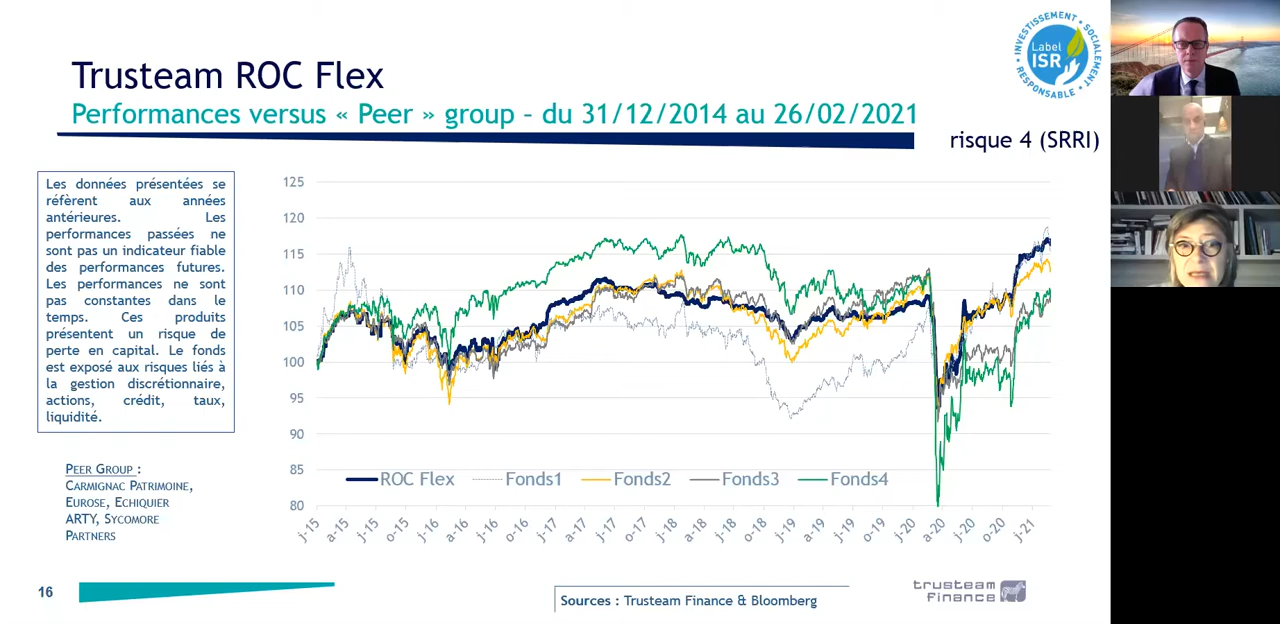 Trusteam ROC Flex
Performances versus « Peer » group – du 31/12/2014 au 26/02/2021
INVESTISSEMENT SOCIALEMENT RESPONSABLE
Label
ISR
risque 4 (SRRI)
Les données présentées se
réfèrent aux années
antérieures. Les
performances passées ne
sont pas un indicateur fiable
des performances futures.
Les performances ne sont
pas constantes dans le
temps. Ces produits
présentent un risque de
perte en capital. Le fonds
est exposé aux risques liés à
la gestion discrétionnaire,
actions, crédit, taux,
liquidité.
PEER GROUP :
CARMIGNAC PATRIMOINE,
EUROSE, ECHIQUIER
ARTY, SYCOMORE
PARTNERS
125
120
115
110
105
100
95
90
85
80
ROC Flex Fonds1 Fonds2 Fonds3 Fonds4
j-15 a-15 j-15 o-15 j-16 a-16 j-16 o-16 j-17 a-17 j-17 o-17 j-18 a-18 j-18 o-18 j-19 a-19 j-19 o-19 j-20 a-20 j-20 o-20 j-21
16
Sources : Trusteam Finance & Bloomberg
trusteam
finance